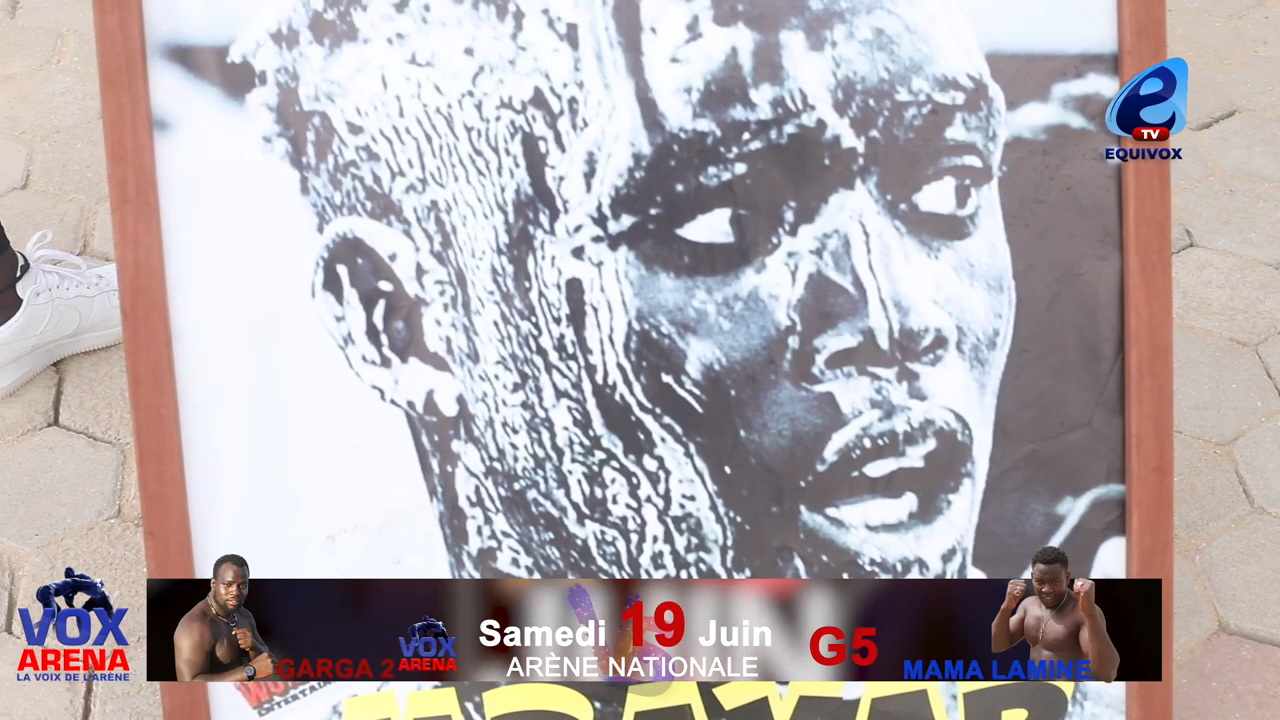 TV
EQUIVOX
VOX
ARENA
LA VOIX DE L'ARÈNE
GARGA 2
VOX
ARENA
Samedi 19 Juin
ARÈNE NATIONALE
G5
MAMA LAMINE